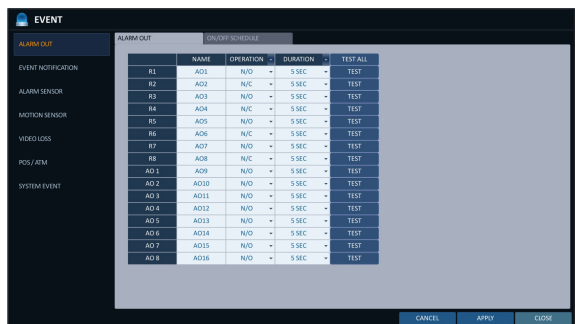 EVENT
ALARM OUT
EVENT NOTIFICATION
ALARM SENSOR
MOTION SENSOR
VIDEO LOSS
POS / ATM
SYSTEM EVENT
ALARM OUT ON/OFF SCHEDULE
NAME OPERATION DURATION TEST ALL
R1 AO1 N/O 5 SEC TEST
R2 AO2 N/C 5 SEC TEST
R3 AO3 N/O 5 SEC TEST
R4 AO4 N/C 5 SEC TEST
R5 AO5 N/O 5 SEC TEST
R6 AO6 N/C 5 SEC TEST
R7 AO7 N/O 5 SEC TEST
R8 AO8 N/C 5 SEC TEST
AO 1 AO9 N/O 5 SEC TEST
AO 2 AO10 N/O 5 SEC TEST
AO 3 AO11 N/O 5 SEC TEST
AO 4 AO12 N/O 5 SEC TEST
AO 5 AO13 N/O 5 SEC TEST
AO 6 AO14 N/O 5 SEC TEST
AO 7 AO15 N/O 5 SEC TEST
AO 8 AO16 N/O 5 SEC TEST
CANCEL APPLY CLOSE